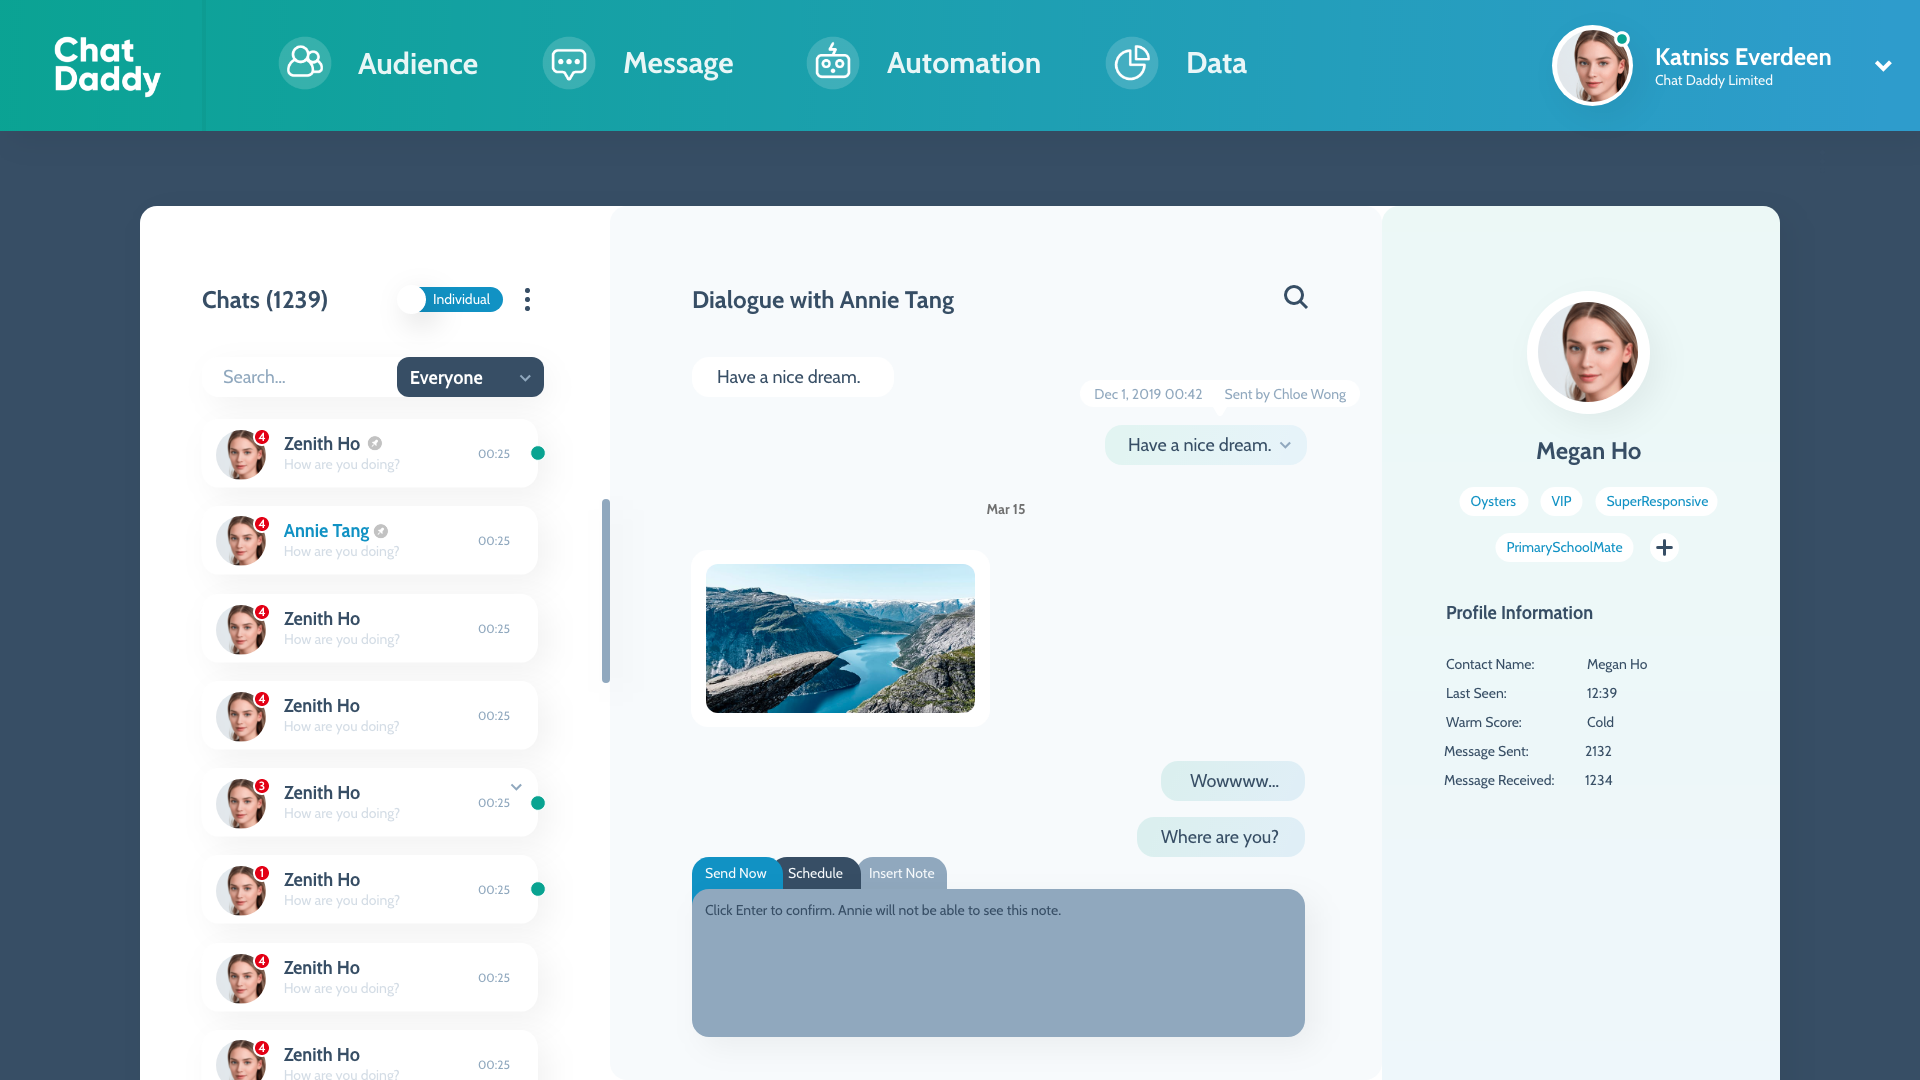 Chat
Daddy
Audience
Message
Automation
Data
Katniss Everdeen
Chat Daddy Limited
Chats (1239)
Individual
Search...
Everyone
4
Zenith Ho
How are you doing?
00:25
4
Annie Tang
How are you doing?
00:25
4
Zenith Ho
How are you doing?
00:25
4
Zenith Ho
How are you doing?
00:25
3
Zenith Ho
How are you doing?
00:25
1
Zenith Ho
How are you doing?
00:25
4
Zenith Ho
How are you doing?
00:25
4
Zenith Ho
How are you doing?
00:25
Dialogue with Annie Tang
Have a nice dream.
Dec 1, 2019 00:42 Sent by Chloe Wong
Have a nice dream.
Mar 15
Wowwww...
Where are you?
Send Now Schedule Insert Note
Click Enter to confirm. Annie will not be able to see this note.
Megan Ho
Oysters VIP SuperResponsive
PrimarySchoolMate
Profile Information
Contact Name: Megan Ho
Last Seen: 12:39
Warm Score: Cold
Message Sent: 2132
Message Received: 1234